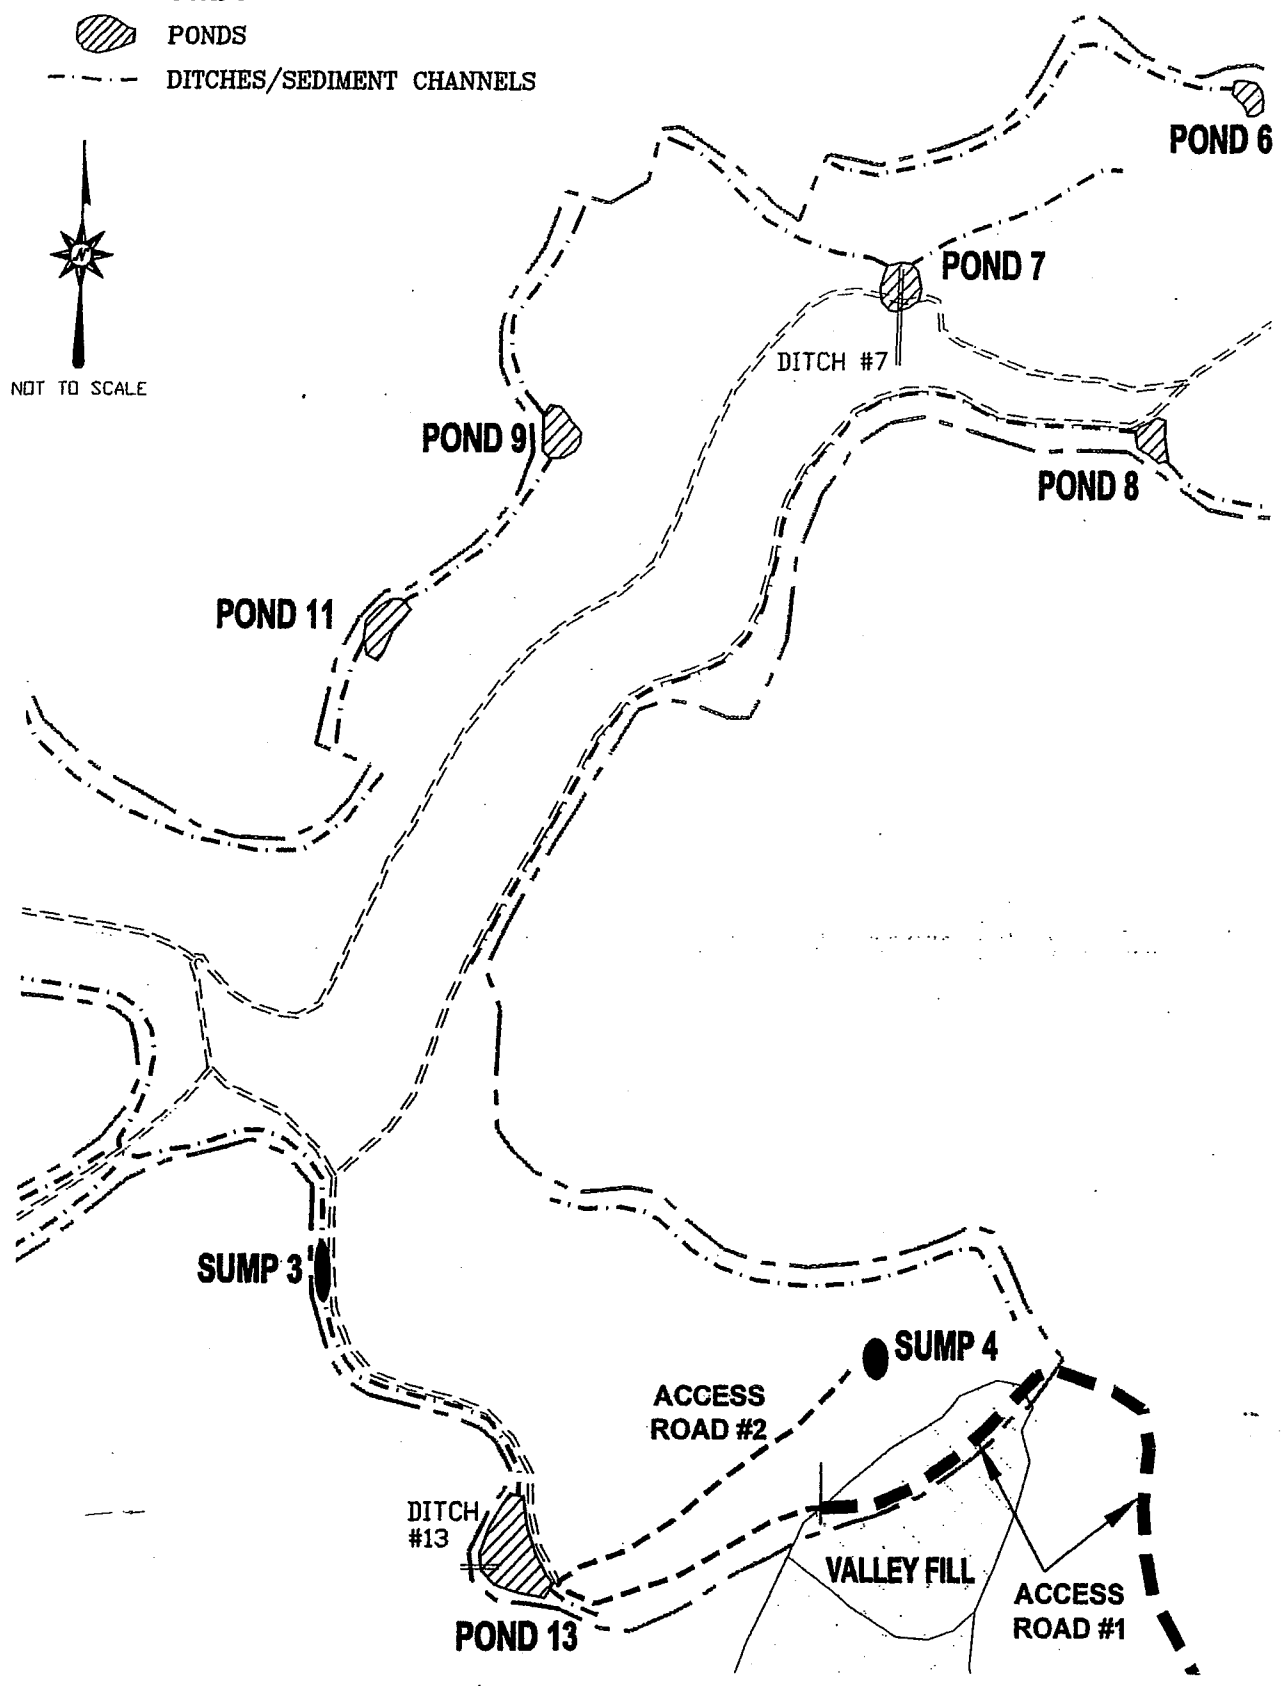 PONDS
DITCHES/SEDIMENT CHANNELS
POND 6
N
POND 7
DITCH #7
NOT TO SCALE
POND 9
POND 8
POND 11
SUMP 3
SUMP 4
ACCESS
ROAD #2
DITCH
#13
VALLEY FILL
ACCESS
ROAD #1
POND 13